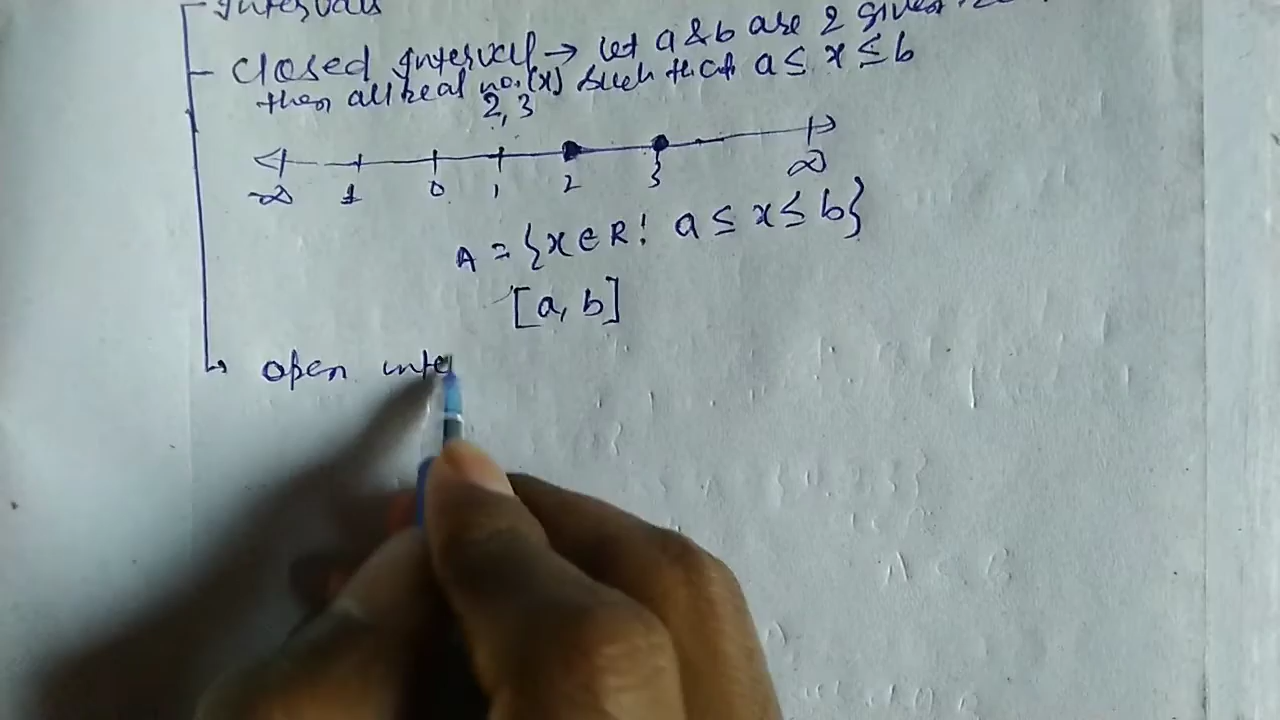 Intervals
Closed Interval → let a & b are 2 given
then all real no. (x) such that a ≤ x ≤ b
2, 3
-∞ 1 0 1 2 3 ∞
A = {x ∈ R ! a ≤ x ≤ b}
[a, b]
open inte